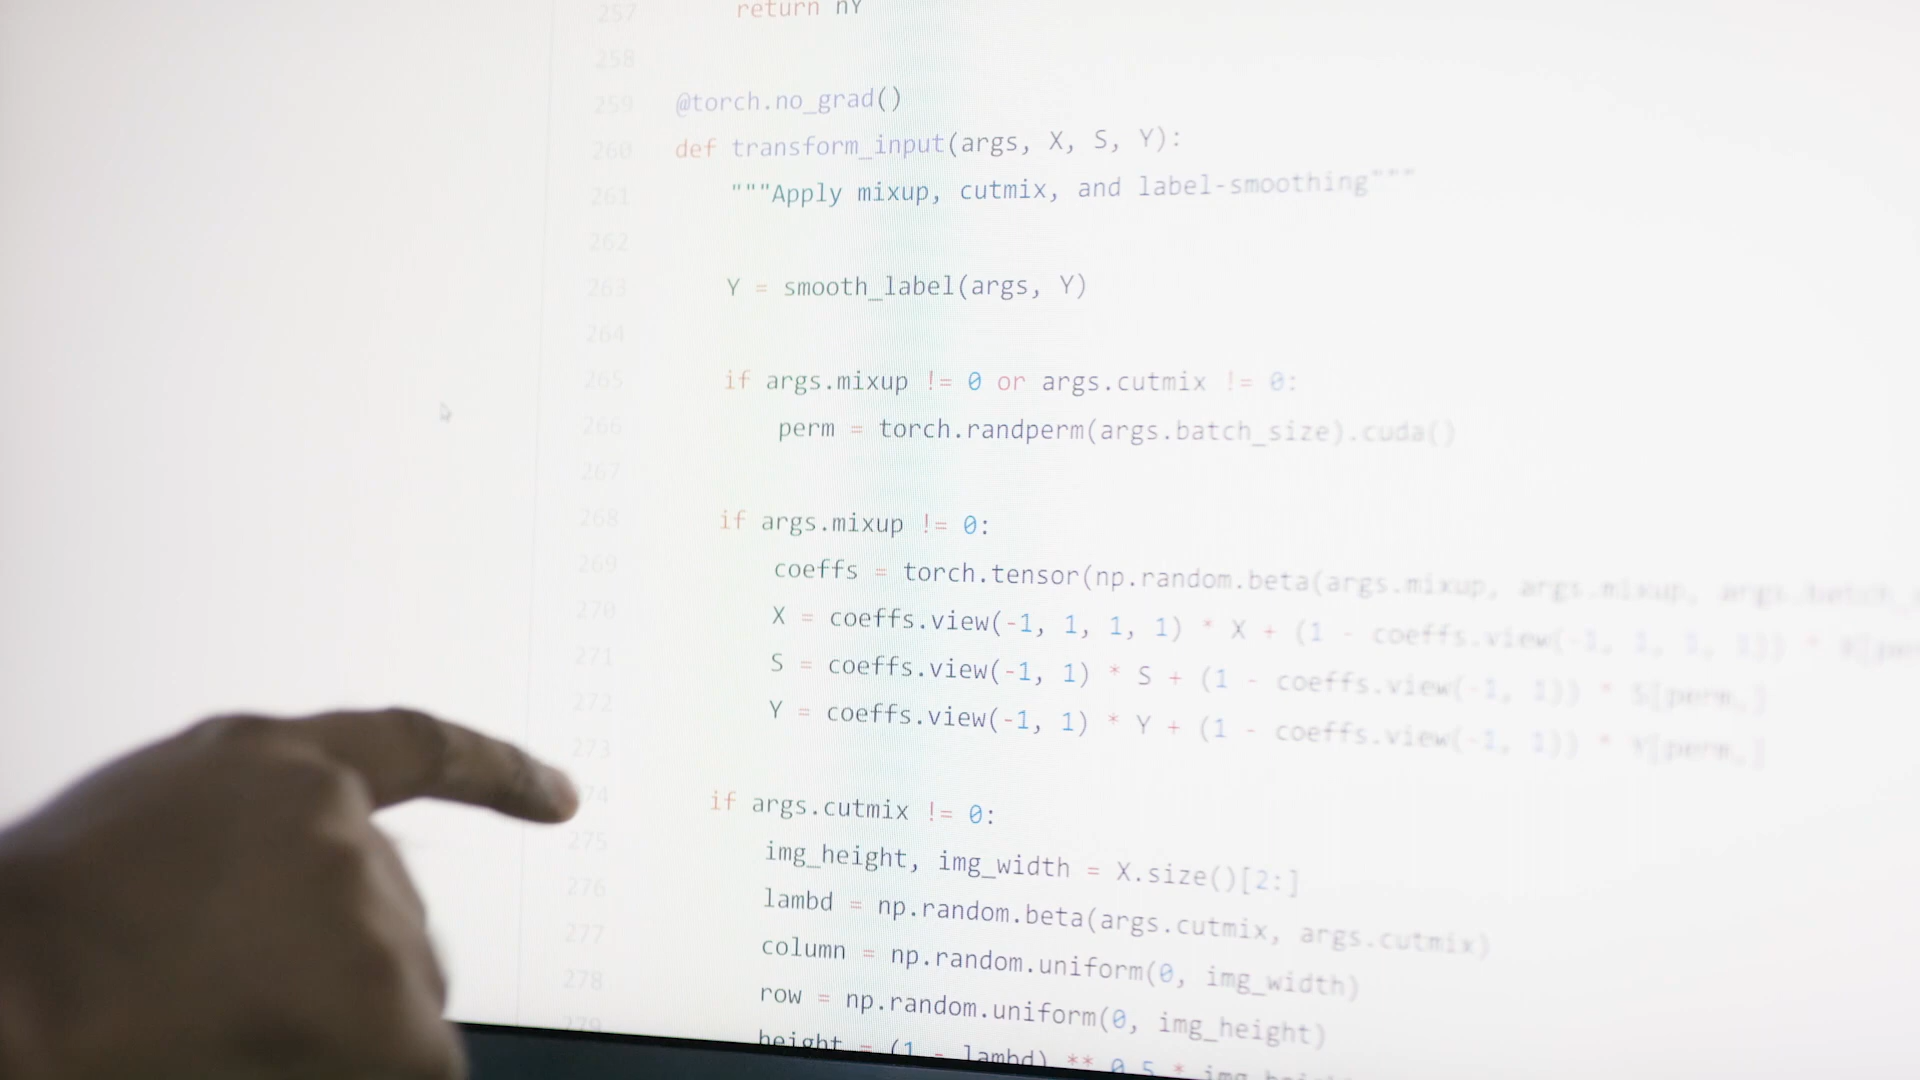 257 return nY
258
259 @torch.no_grad()
260 def transform_input(args, X, S, Y):
261 """Apply mixup, cutmix, and label-smoothing"""
262
263 Y = smooth_label(args, Y)
264
265 if args.mixup != 0 or args.cutmix != 0:
266 perm = torch.randperm(args.batch_size).cuda()
267
268 if args.mixup != 0:
269 coeffs = torch.tensor(np.random.beta(args.mixup, args.mixup,
270 X = coeffs.view(-1, 1, 1, 1) * X + (1 - coeffs.view(-1, 1, 1, 1)) *
271 S = coeffs.view(-1, 1) * S + (1 - coeffs.view(-1, 1)) * S[perm,]
272 Y = coeffs.view(-1, 1) * Y + (1 - coeffs.view(-1, 1)) * Y[perm,]
273
74 if args.cutmix != 0:
275 img_height, img_width = X.size()[2:]
276 lambd = np.random.beta(args.cutmix, args.cutmix)
277 column = np.random.uniform(0, img_width)
278 row = np.random.uniform(0, img_height)
279 height = (1 - lambd) ** 0.5 *